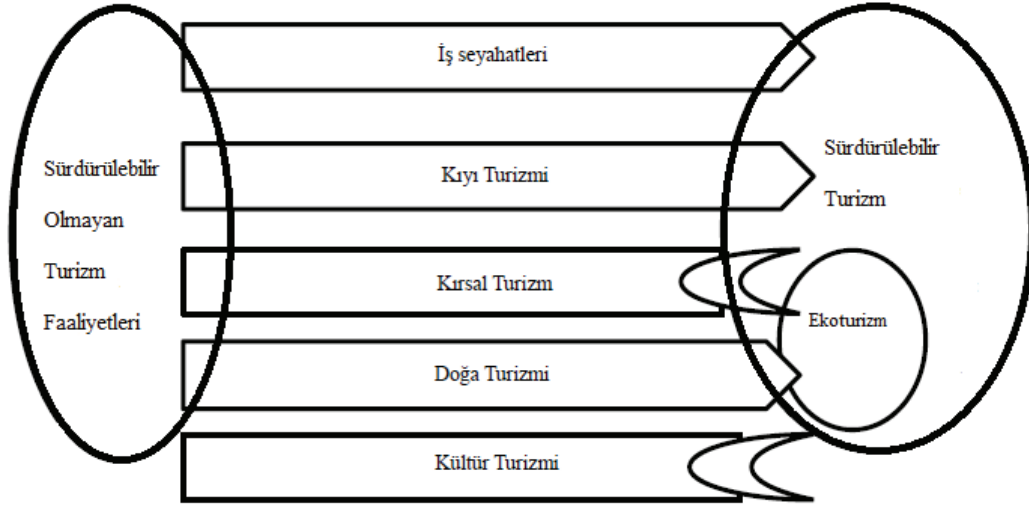 İş seyahatleri
Kıyı Turizmi
Kırsal Turizm
Doğa Turizmi
Kültür Turizmi
Sürdürülebilir
Olmayan
Turizm
Faaliyetleri
Sürdürülebilir
Turizm
Ekoturizm